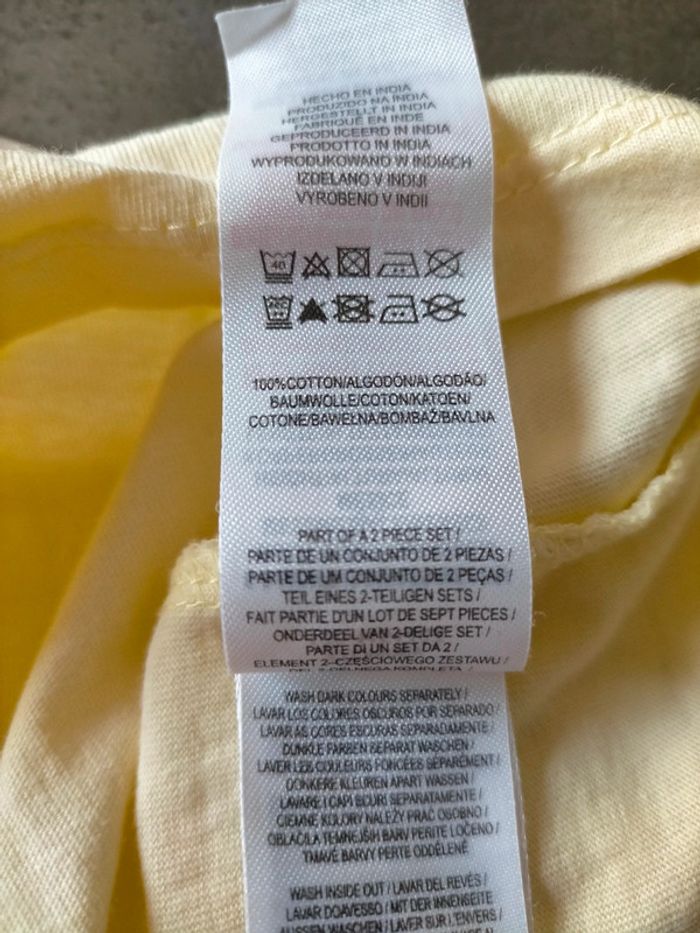 HECHO EN INDIA
PRODUZIDO NA INDIA
HERGESTELLT IN INDIA
FABRIQUÉ EN INDE
GEPRODUCEERD IN INDIA
PRODOTTO IN INDIA
WYPRODUKOWANO W INDIACH
IZDELANO V INDIJI
VYROBENO V INDII
40
100%COTTON/ALGODÓN/ALGODÃO/
BAUMWOLLE/COTON/KATOEN/
COTONE/BAWEŁNA/BOMBAŽ/BAVLNA
PART OF A 2 PIECE SET /
PARTE DE UN CONJUNTO DE 2 PIEZAS /
PARTE DE UM CONJUNTO DE 2 PEÇAS /
TEIL EINES 2-TEILIGEN SETS /
FAIT PARTIE D'UN LOT DE SEPT PIECES /
ONDERDEEL VAN 2-DELIGE SET /
PARTE DI UN SET DA 2 /
ELEMENT 2-CZĘŚCIOWEGO ZESTAWU /
WASH DARK COLOURS SEPARATELY /
LAVAR LOS COLORES OSCUROS POR SEPARADO /
LAVAR AS CORES ESCURAS SEPARADAMENTE /
DUNKLE FARBEN SEPARAT WASCHEN /
LAVER LES COULEURS FONCÉES SÉPARÉMENT /
DONKERE KLEUREN APART WASSEN /
LAVARE I CAPI SCURI SEPARATAMENTE /
CIEMNE KOLORY NALEŻY PRAĆ OSOBNO /
OBLAČILA TEMNEJŠIH BARV PERITE LOČENO /
TMAVÉ BARVY PERTE ODDĚLENĚ
WASH INSIDE OUT / LAVAR DEL REVÉS /
LAVAR DO AVESSO / MIT DER INNENSEITE
AUSSEN WASCHEN / LAVER SUR L'ENVERS /